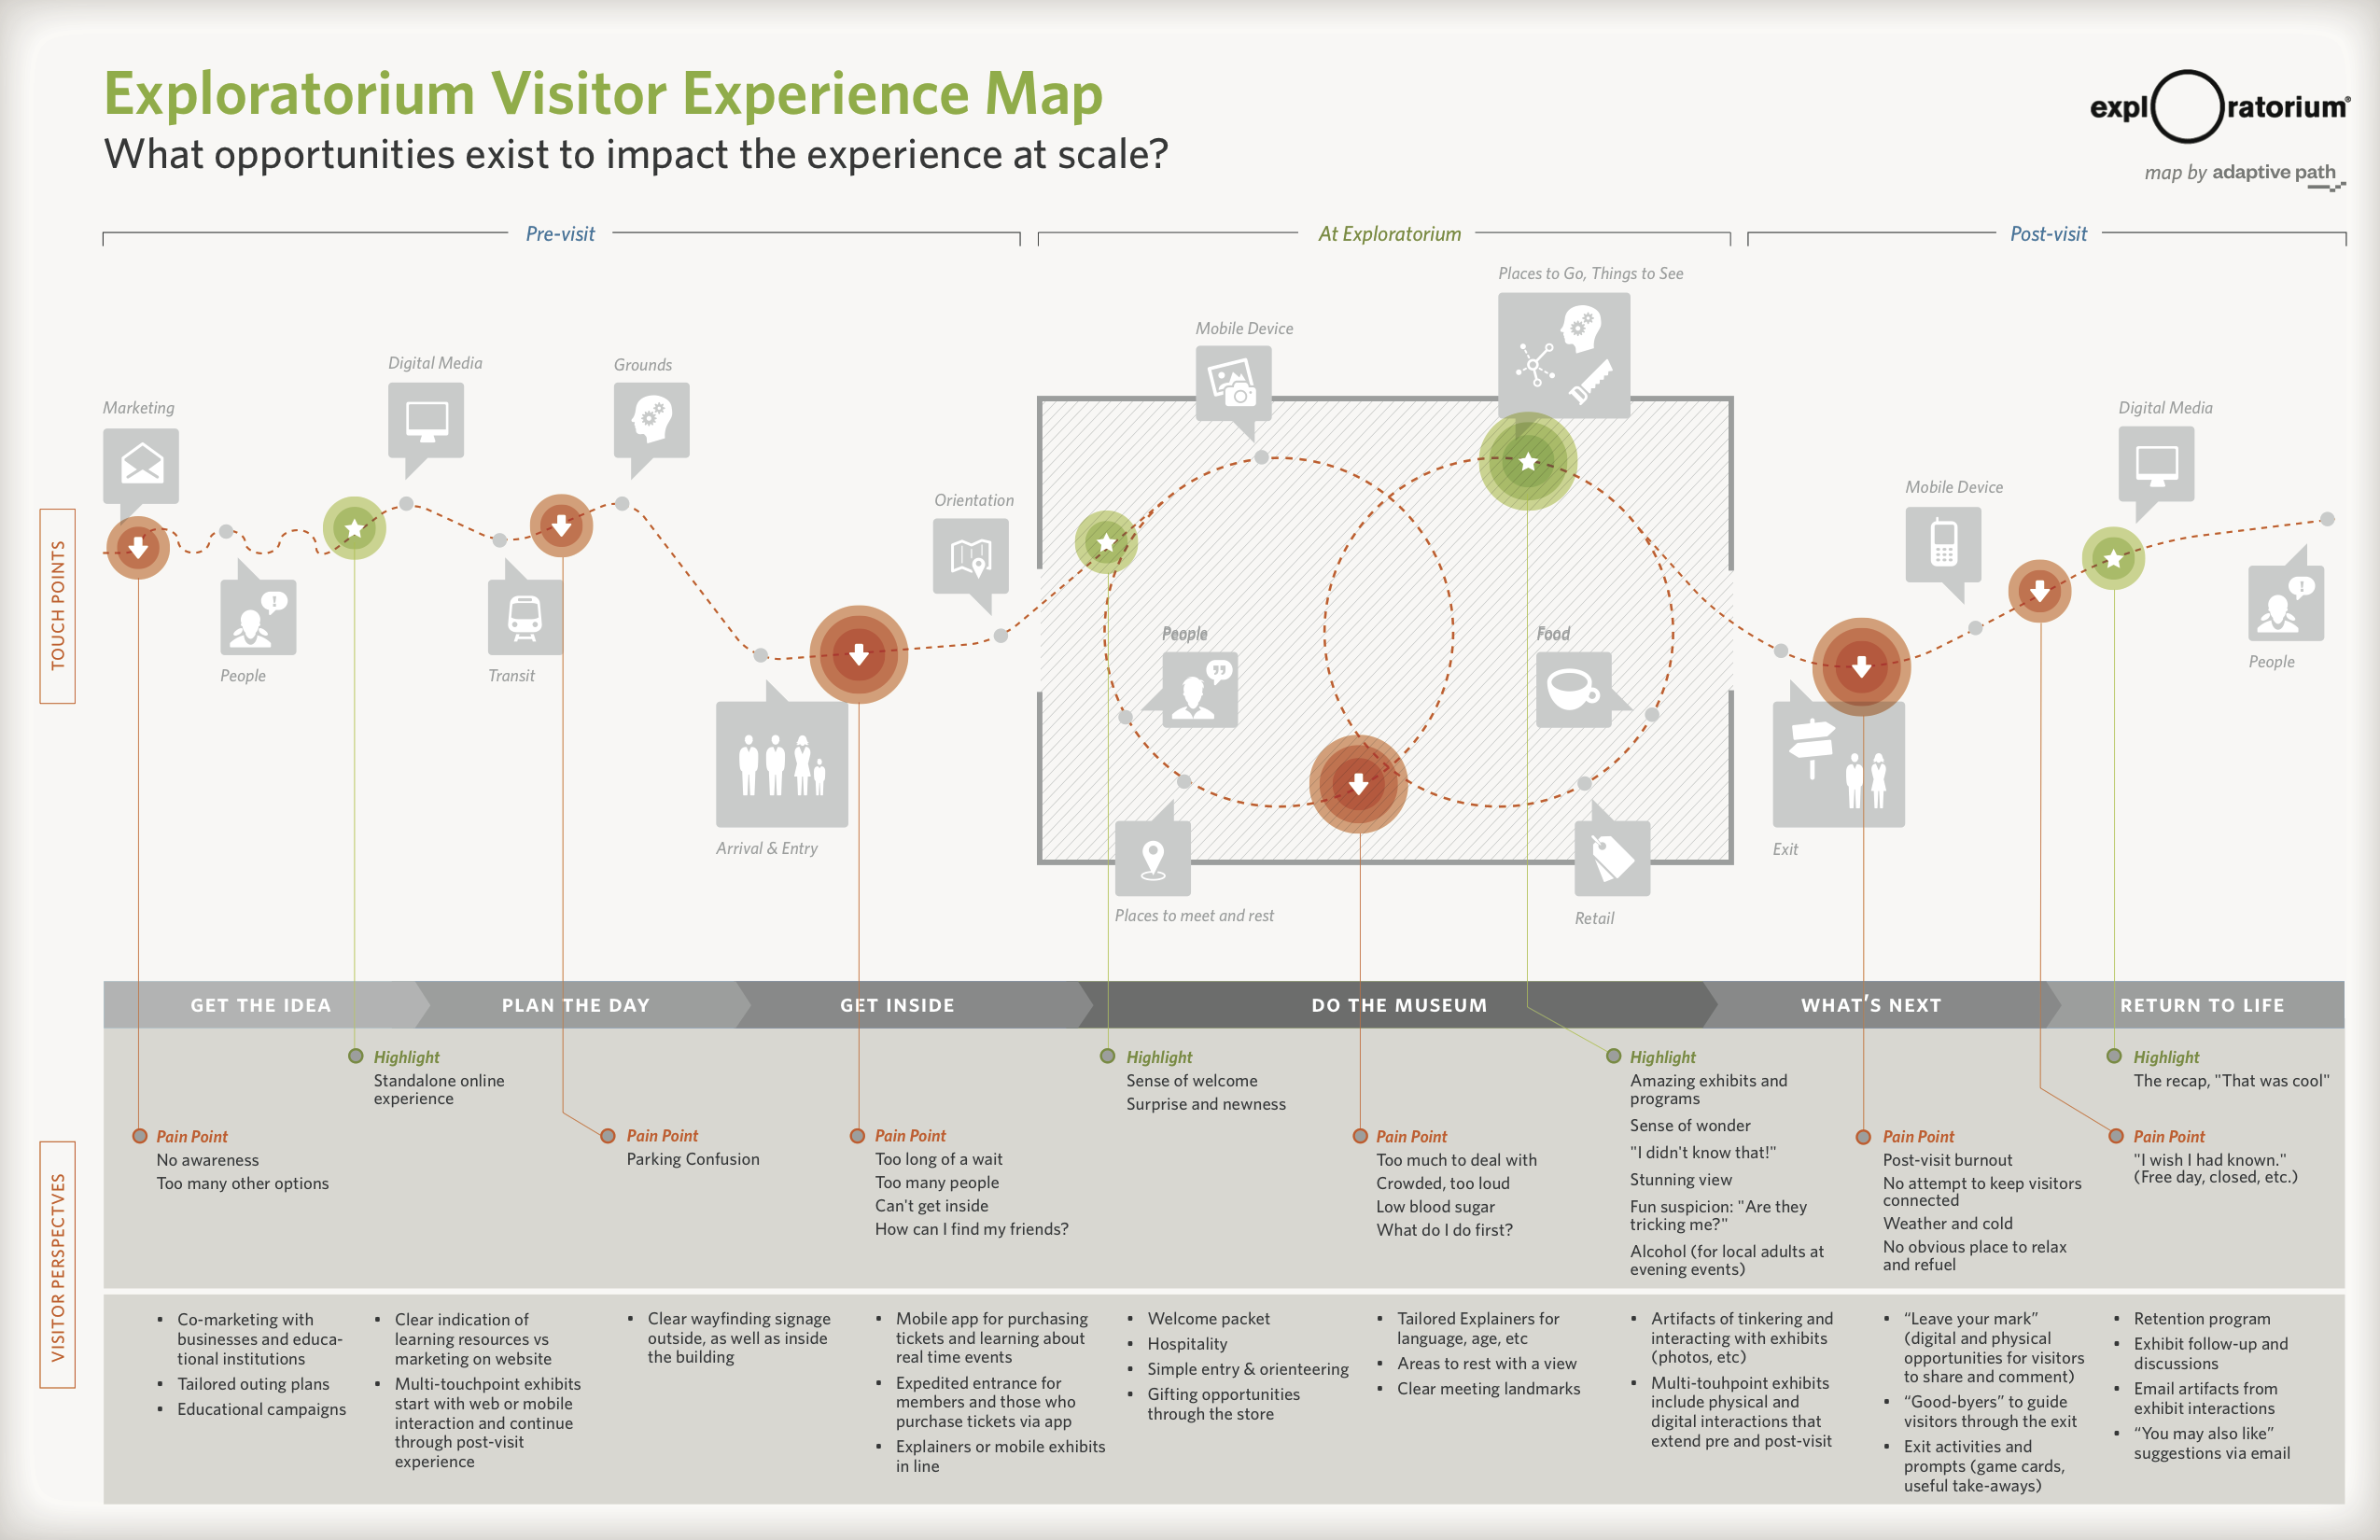 Exploratorium Visitor Experience Map
What opportunities exist to impact the experience at scale?
expl ratorium®
map by adaptive path
Pre-visit
At Exploratorium
Post-visit
Places to Go, Things to See
Mobile Device
Digital Media
Grounds
Marketing
Digital Media
Mobile Device
Orientation
TOUCH POINTS
!
People
Transit
People
Food
!
People
Arrival & Entry
Exit
Places to meet and rest
Retail
GET THE IDEA
PLAN THE DAY
GET INSIDE
DO THE MUSEUM
WHAT'S NEXT
RETURN TO LIFE
VISITOR PERSPECTVES
Pain Point
No awareness
Too many other options
Highlight
Standalone online
experience
Pain Point
Parking Confusion
Pain Point
Too long of a wait
Too many people
Can't get inside
How can I find my friends?
Highlight
Sense of welcome
Surprise and newness
Pain Point
Too much to deal with
Crowded, too loud
Low blood sugar
What do I do first?
Highlight
Amazing exhibits and
programs
Sense of wonder
"I didn't know that!"
Stunning view
Fun suspicion: "Are they
tricking me?"
Alcohol (for local adults at
evening events)
Pain Point
Post-visit burnout
No attempt to keep visitors
connected
Weather and cold
No obvious place to relax
and refuel
Highlight
The recap, "That was cool"
Pain Point
"I wish I had known."
(Free day, closed, etc.)
• Co-marketing with
businesses and educa-
tional institutions
• Tailored outing plans
• Educational campaigns
• Clear indication of
learning resources vs
marketing on website
• Multi-touchpoint exhibits
start with web or mobile
interaction and continue
through post-visit
experience
• Clear wayfinding signage
outside, as well as inside
the building
• Mobile app for purchasing
tickets and learning about
real time events
• Expedited entrance for
members and those who
purchase tickets via app
• Explainers or mobile exhibits
in line
• Welcome packet
• Hospitality
• Simple entry & orienteering
• Gifting opportunities
through the store
• Tailored Explainers for
language, age, etc
• Areas to rest with a view
• Clear meeting landmarks
• Artifacts of tinkering and
interacting with exhibits
(photos, etc)
• Multi-touhpoint exhibits
include physical and
digital interactions that
extend pre and post-visit
• “Leave your mark”
(digital and physical
opportunities for visitors
to share and comment)
• “Good-byers” to guide
visitors through the exit
• Exit activities and
prompts (game cards,
useful take-aways)
• Retention program
• Exhibit follow-up and
discussions
• Email artifacts from
exhibit interactions
• “You may also like”
suggestions via email